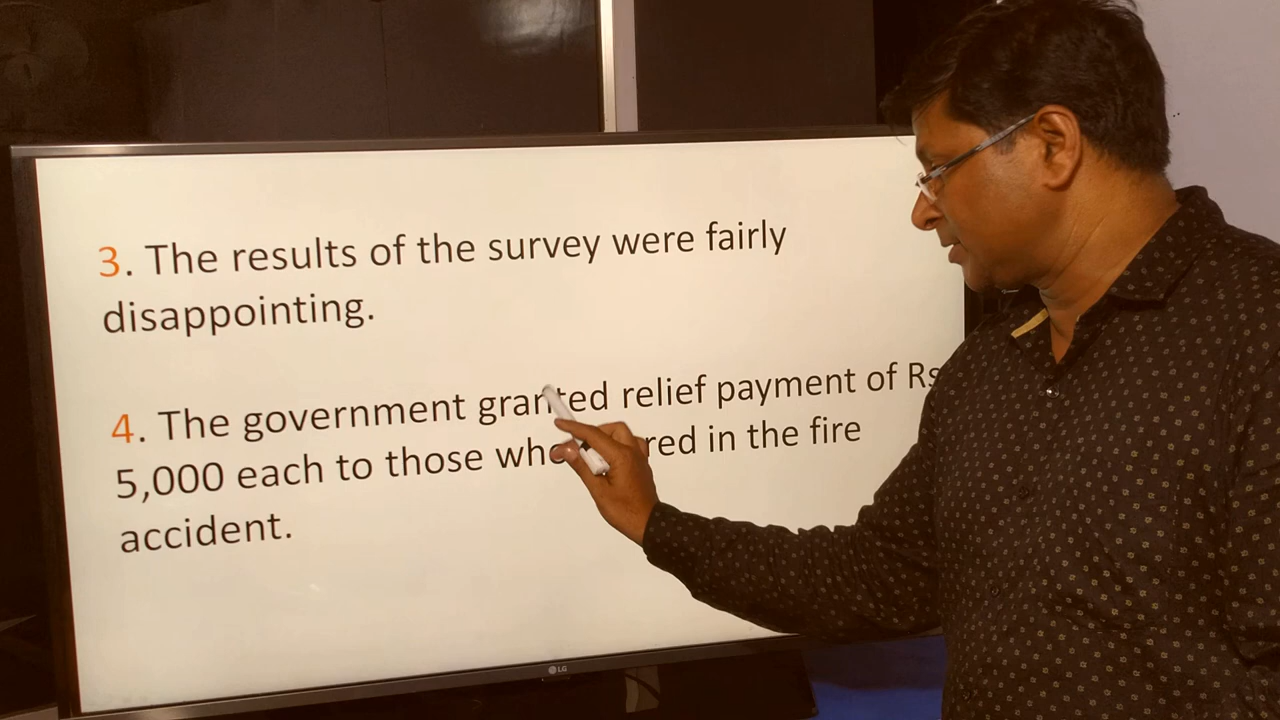 3. The results of the survey were fairly
disappointing.
4. The government granted relief payment of Rs
5,000 each to those who in the fire
accident.
LG